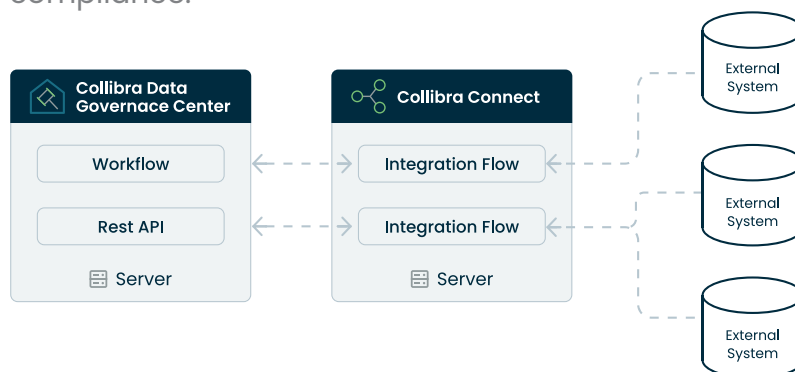 compliance.
Collibra Data
Governace Center
Workflow
Rest API
Server
Collibra Connect
Integration Flow
Integration Flow
Server
External
System
External
System
External
System